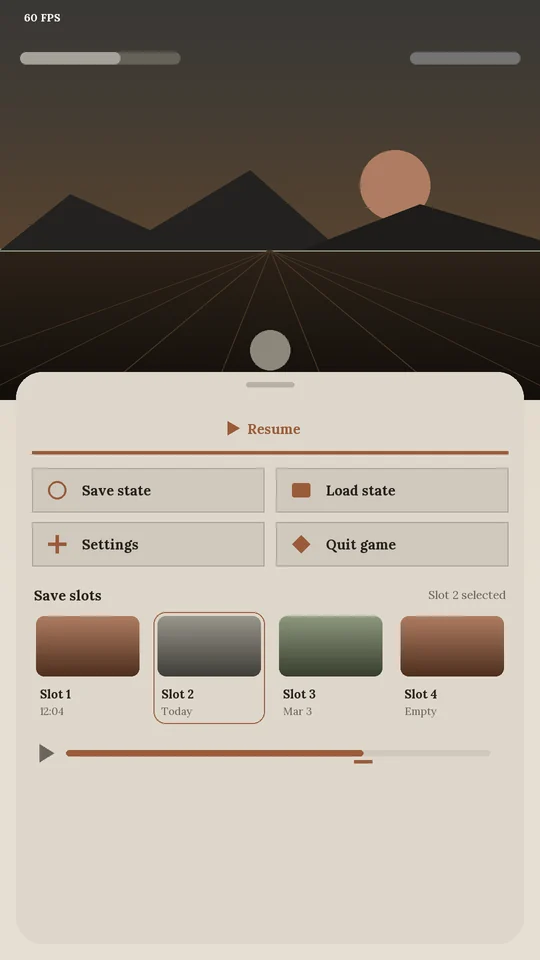 60 FPS
Resume
Save state
Load state
Settings
Quit game
Save slots
Slot 2 selected
Slot 1
12:04
Slot 2
Today
Slot 3
Mar 3
Slot 4
Empty